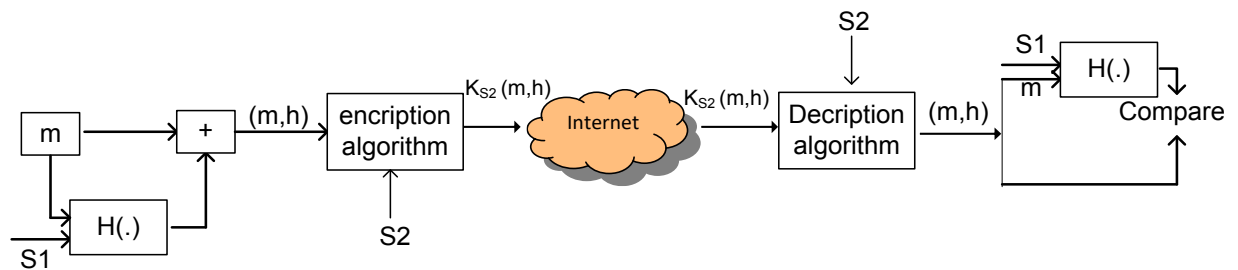 m
H(.)
S1
+
(m,h)
encription
algorithm
S2
K_S2 (m,h)
Internet
K_S2 (m,h)
S2
Decription
algorithm
(m,h)
S1
m
H(.)
Compare